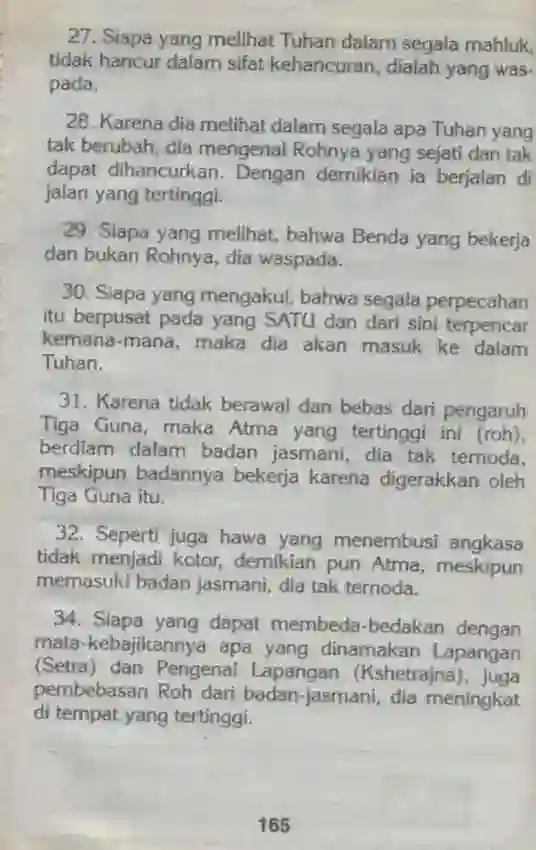 27. Siapa yang melihat Tuhan dalam segala mahluk,
tidak hancur dalam sifat kehancuran, dialah yang was-
pada.
28. Karena dia melihat dalam segala apa Tuhan yang
tak berubah, dia mengenal Rohnya yang sejati dan tak
dapat dihancurkan. Dengan demikian ia berjalan di
jalan yang tertinggi.
29. Siapa yang melihat, bahwa Benda yang bekerja
dan bukan Rohnya, dia waspada.
30. Siapa yang mengakui, bahwa segala perpecahan
itu berpusat pada yang SATU dan dari sini terpencar
kemana-mana, maka dia akan masuk ke dalam
Tuhan.
31. Karena tidak berawal dan bebas dari pengaruh
Tiga Guna, maka Atma yang tertinggi ini (roh),
berdiam dalam badan jasmani, dia tak ternoda,
meskipun badannya bekerja karena digerakkan oleh
Tiga Guna itu.
32. Seperti juga hawa yang menembusi angkasa
tidak menjadi kotor, demikian pun Atma, meskipun
memasuki badan jasmani, dia tak ternoda.
34. Siapa yang dapat membeda-bedakan dengan
mata-kebajikannya apa yang dinamakan Lapangan
(Setra) dan Pengenal Lapangan (Kshetrajna), juga
pembebasan Roh dari badan-jasmani, dia meningkat
di tempat yang tertinggi.
165